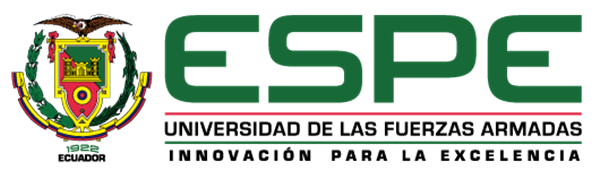 ESPE
UNIVERSIDAD DE LAS FUERZAS ARMADAS
INNOVACIÓN PARA LA EXCELENCIA
1922
ECUADOR